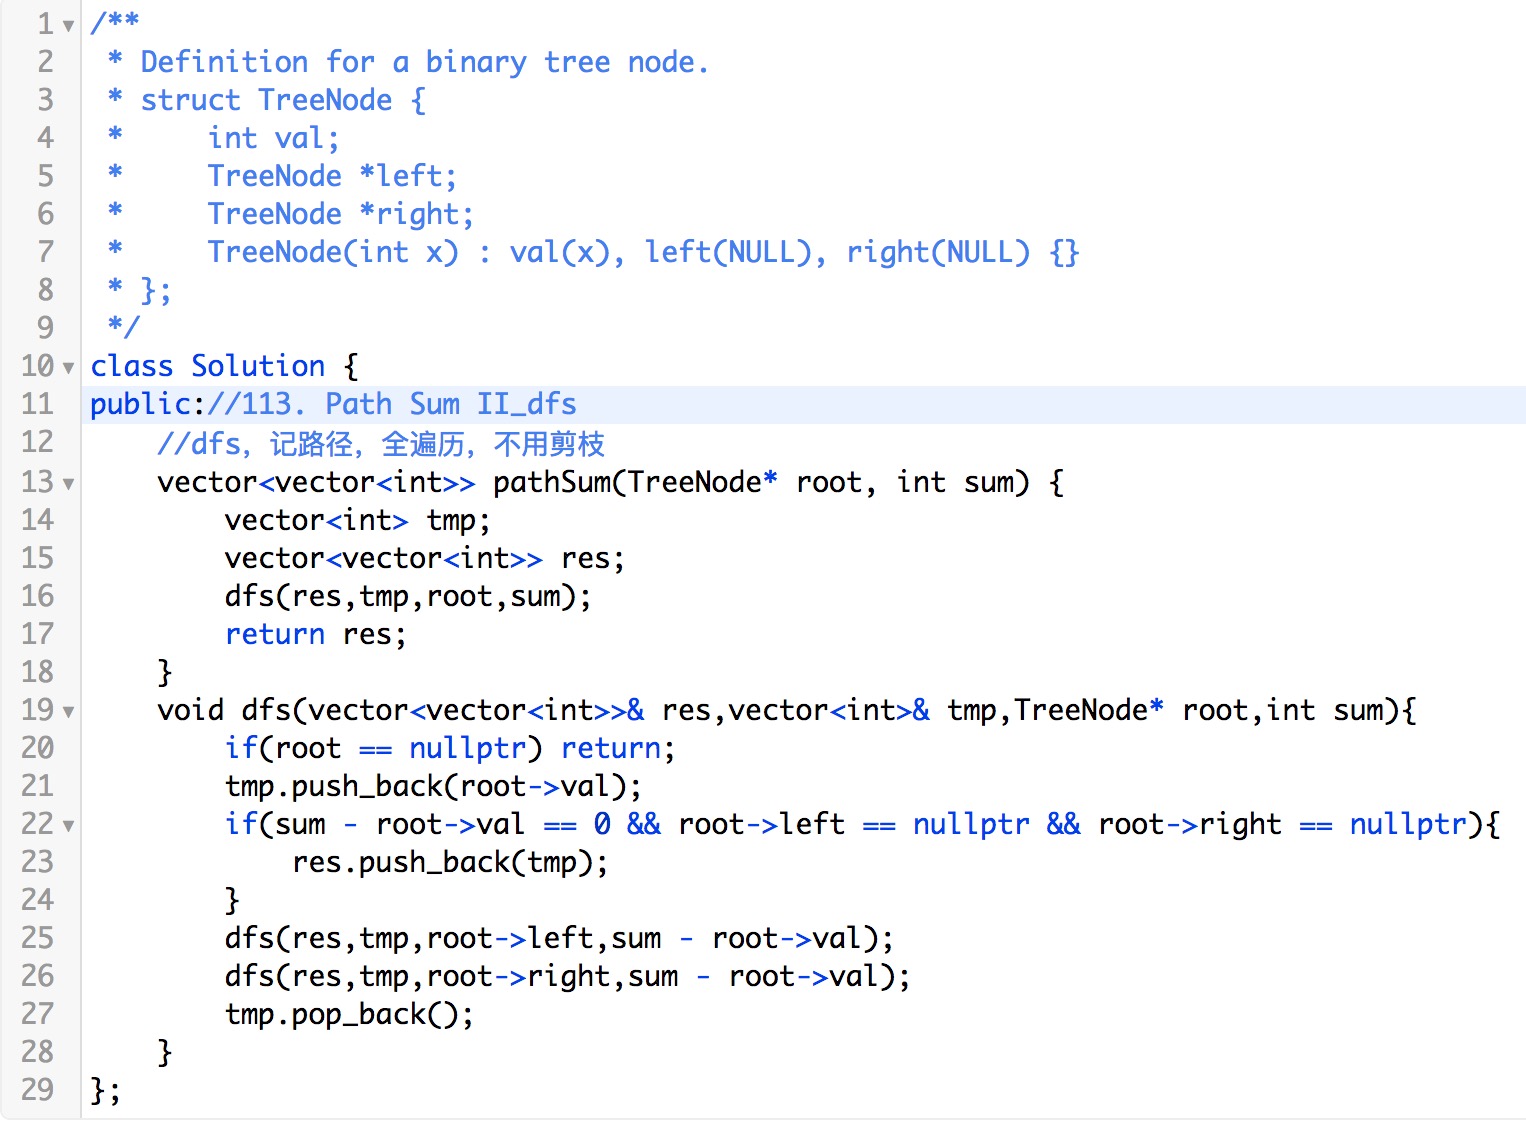 1 /**
2  * Definition for a binary tree node.
3  * struct TreeNode {
4  *     int val;
5  *     TreeNode *left;
6  *     TreeNode *right;
7  *     TreeNode(int x) : val(x), left(NULL), right(NULL) {}
8  * };
9  */
10 class Solution {
11 public://113. Path Sum II_dfs
12     //dfs，记路径，全遍历，不用剪枝
13     vector<vector<int>> pathSum(TreeNode* root, int sum) {
14         vector<int> tmp;
15         vector<vector<int>> res;
16         dfs(res,tmp,root,sum);
17         return res;
18     }
19     void dfs(vector<vector<int>>& res,vector<int>& tmp,TreeNode* root,int sum){
20         if(root == nullptr) return;
21         tmp.push_back(root->val);
22         if(sum - root->val == 0 && root->left == nullptr && root->right == nullptr){
23             res.push_back(tmp);
24         }
25         dfs(res,tmp,root->left,sum - root->val);
26         dfs(res,tmp,root->right,sum - root->val);
27         tmp.pop_back();
28     }
29 };